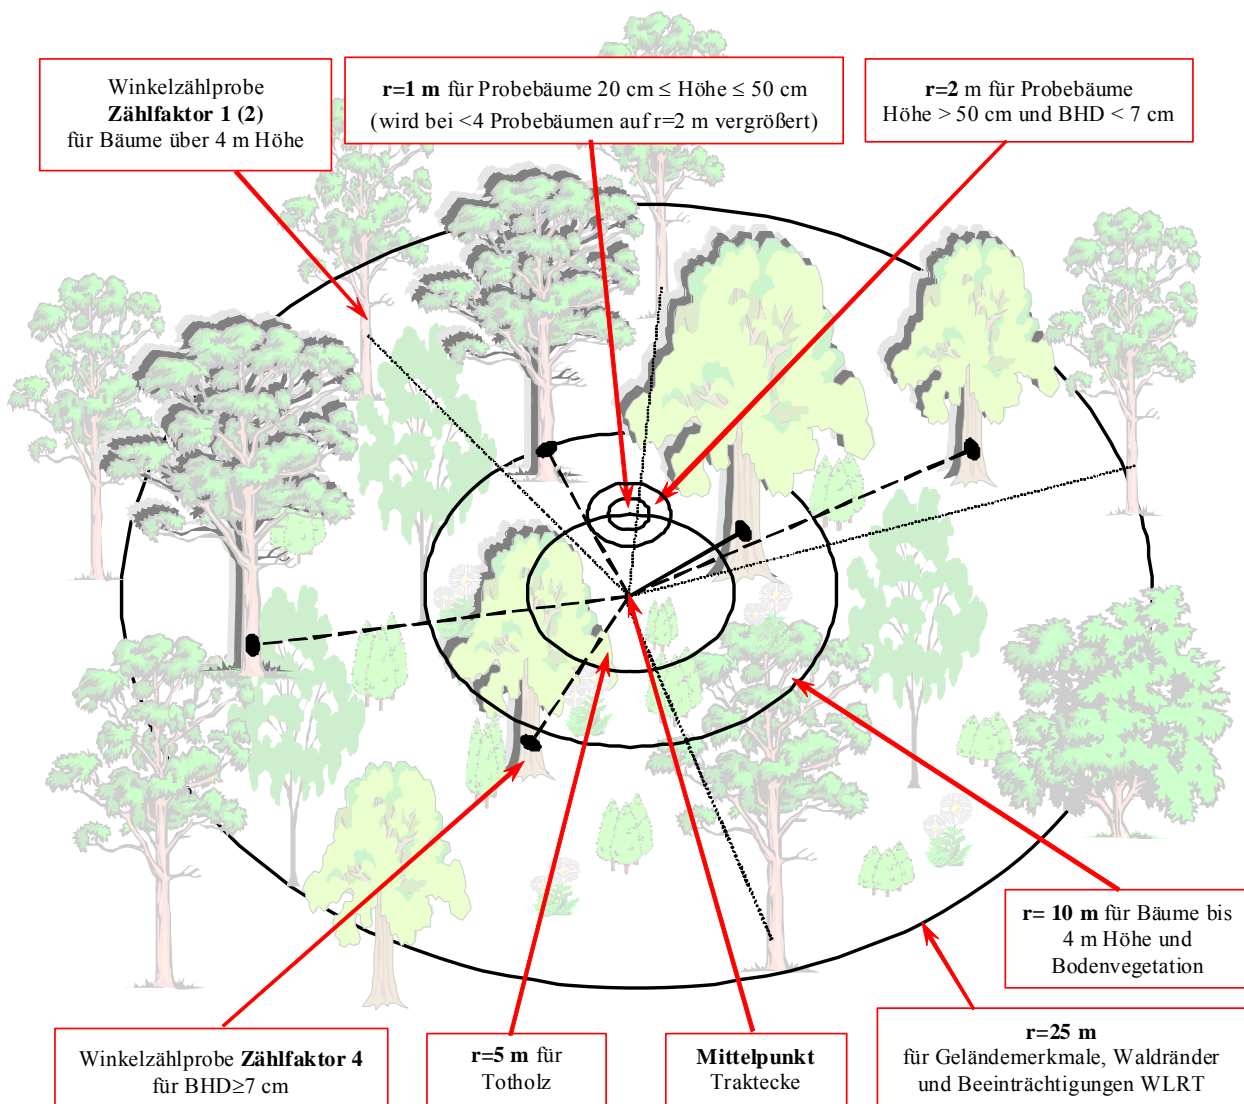 Winkelzählprobe
Zählfaktor 1 (2)
für Bäume über 4 m Höhe
r=1 m für Probebäume 20 cm ≤ Höhe ≤ 50 cm
(wird bei <4 Probebäumen auf r=2 m vergrößert)
r=2 m für Probebäume
Höhe > 50 cm und BHD < 7 cm
r= 10 m für Bäume bis
4 m Höhe und
Bodenvegetation
Winkelzählprobe Zählfaktor 4
für BHD≥7 cm
r=5 m für
Totholz
Mittelpunkt
Traktecke
r=25 m
für Geländemerkmale, Waldränder
und Beeinträchtigungen WLRT